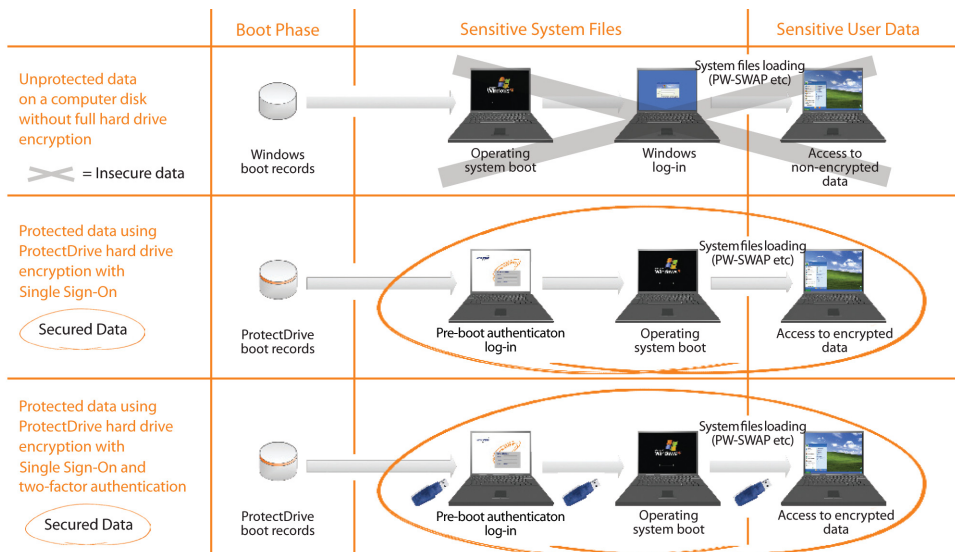 Boot Phase
Sensitive System Files
Sensitive User Data
Unprotected data
on a computer disk
without full hard drive
encryption
= Insecure data
Windows
boot records
Operating
system boot
Windows
log-in
System files loading
(PW-SWAP etc)
Access to
non-encrypted
data
Protected data using
ProtectDrive hard drive
encryption with
Single Sign-On
Secured Data
ProtectDrive
boot records
Pre-boot authenticaton
log-in
Operating
system boot
System files loading
(PW-SWAP etc)
Access to encrypted
data
Protected data using
ProtectDrive hard drive
encryption with
Single Sign-On and
two-factor authentication
Secured Data
ProtectDrive
boot records
Pre-boot authenticaton
log-in
Operating
system boot
System files loading
(PW-SWAP etc)
Access to encrypted
data